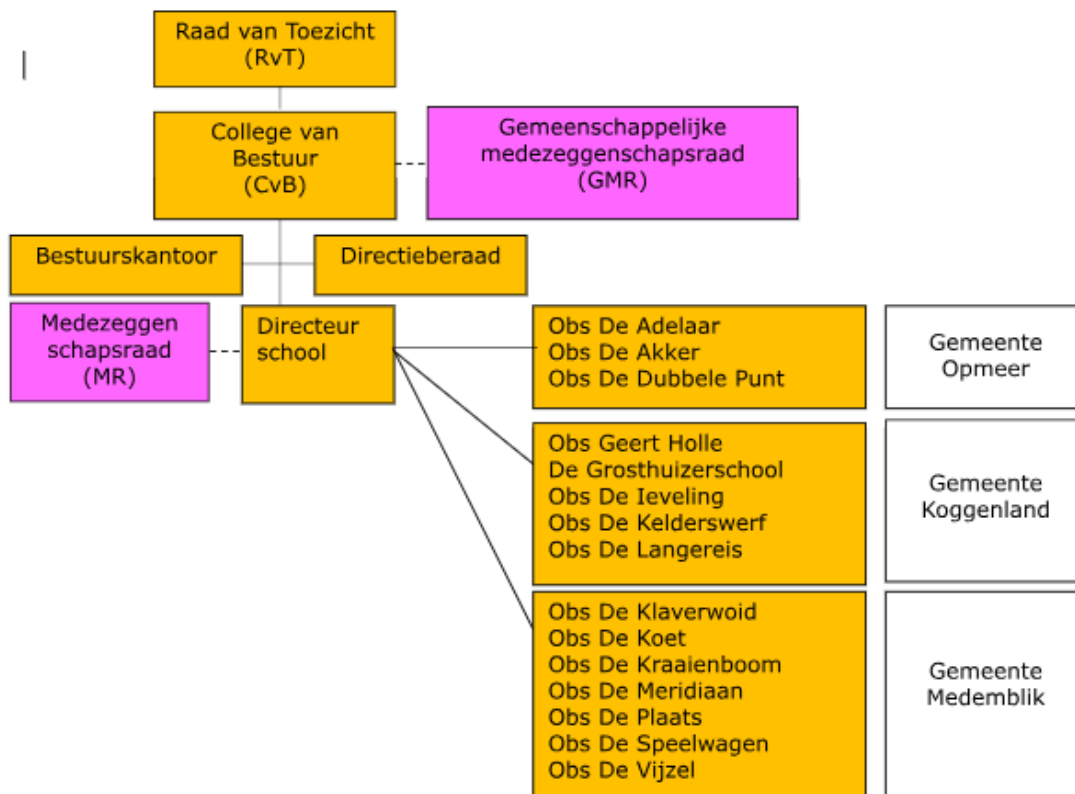 Raad van Toezicht
(RvT)
College van
Bestuur
(CvB)
Gemeenschappelijke
medezeggenschapsraad
(GMR)
Bestuurskantoor
Directieberaad
Medezeggen
schapsraad
(MR)
Directeur
school
Obs De Adelaar
Obs De Akker
Obs De Dubbele Punt
Gemeente
Opmeer
Obs Geert Holle
De Grosthuizerschool
Obs De Ieveling
Obs De Kelderswerf
Obs De Langereis
Gemeente
Koggenland
Obs De Klaverwoid
Obs De Koet
Obs De Kraaienboom
Obs De Meridiaan
Obs De Plaats
Obs De Speelwagen
Obs De Vijzel
Gemeente
Medemblik